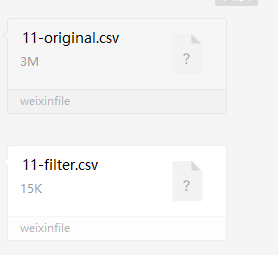 11-original.csv
3M
?
weixinfile
11-filter.csv
15K
?
weixinfile